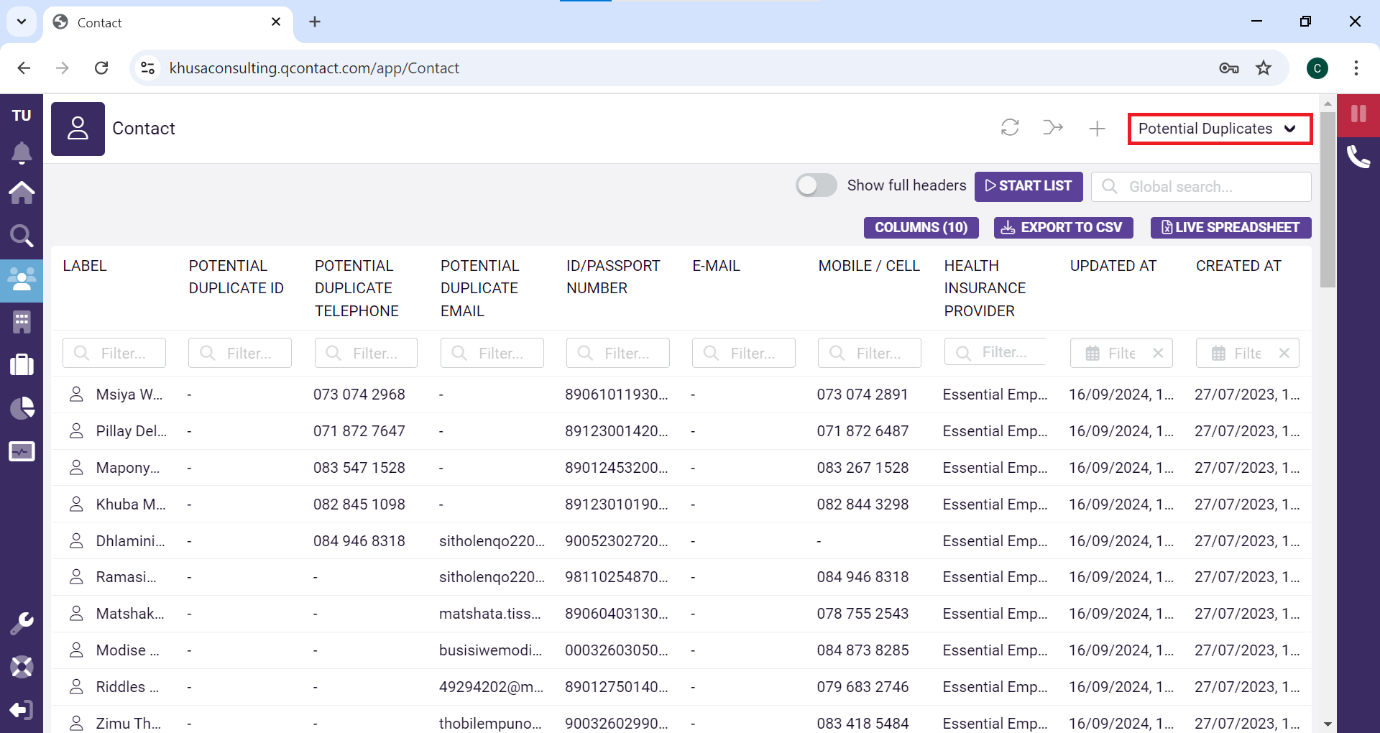 Contact
khusaconsulting.qcontact.com/app/Contact
C
TU
Contact
Potential Duplicates
Show full headers
START LIST
Global search...
COLUMNS (10)
EXPORT TO CSV
LIVE SPREADSHEET
LABEL POTENTIAL DUPLICATE ID POTENTIAL DUPLICATE TELEPHONE POTENTIAL DUPLICATE EMAIL ID/PASSPORT NUMBER E-MAIL MOBILE / CELL HEALTH INSURANCE PROVIDER UPDATED AT CREATED AT
Filter... Filter... Filter... Filter... Filter... Filter... Filter... Filter... Filte Filte
Msiya W... - 073 074 2968 - 89061011930... - 073 074 2891 Essential Emp... 16/09/2024, 1... 27/07/2023, 1...
Pillay Del... - 071 872 7647 - 89123001420... - 071 872 6487 Essential Emp... 16/09/2024, 1... 27/07/2023, 1...
Mapony... - 083 547 1528 - 89012453200... - 083 267 1528 Essential Emp... 16/09/2024, 1... 27/07/2023, 1...
Khuba M... - 082 845 1098 - 89123010190... - 082 844 3298 Essential Emp... 16/09/2024, 1... 27/07/2023, 1...
Dhlamini... - 084 946 8318 sitholenqo220... 90052302720... - - Essential Emp... 16/09/2024, 1... 27/07/2023, 1...
Ramasi... - - sitholenqo220... 98110254870... - 084 946 8318 Essential Emp... 16/09/2024, 1... 27/07/2023, 1...
Matshak... - - matshata.tiss... 89060403130... - 078 755 2543 Essential Emp... 16/09/2024, 1... 27/07/2023, 1...
Modise ... - - busisiwemodi... 00032603050... - 084 873 8285 Essential Emp... 16/09/2024, 1... 27/07/2023, 1...
Riddles ... - - 49294202@m... 89012750140... - 079 683 2746 Essential Emp... 16/09/2024, 1... 27/07/2023, 1...
Zimu Th... - - thobilempuno... 90032602990... - 083 418 5484 Essential Emp... 16/09/2024, 1... 27/07/2023, 1...